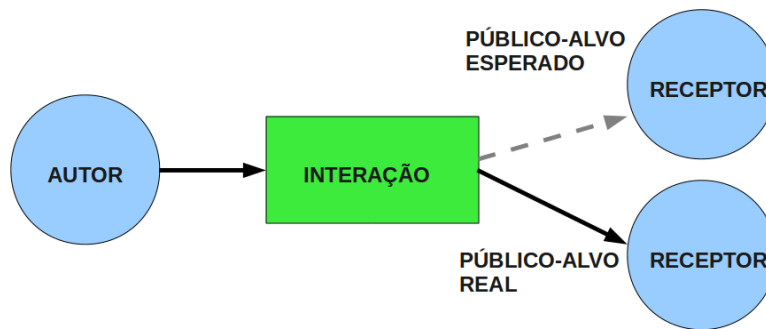 PÚBLICO-ALVO
ESPERADO
RECEPTOR
AUTOR
INTERAÇÃO
PÚBLICO-ALVO
REAL
RECEPTOR